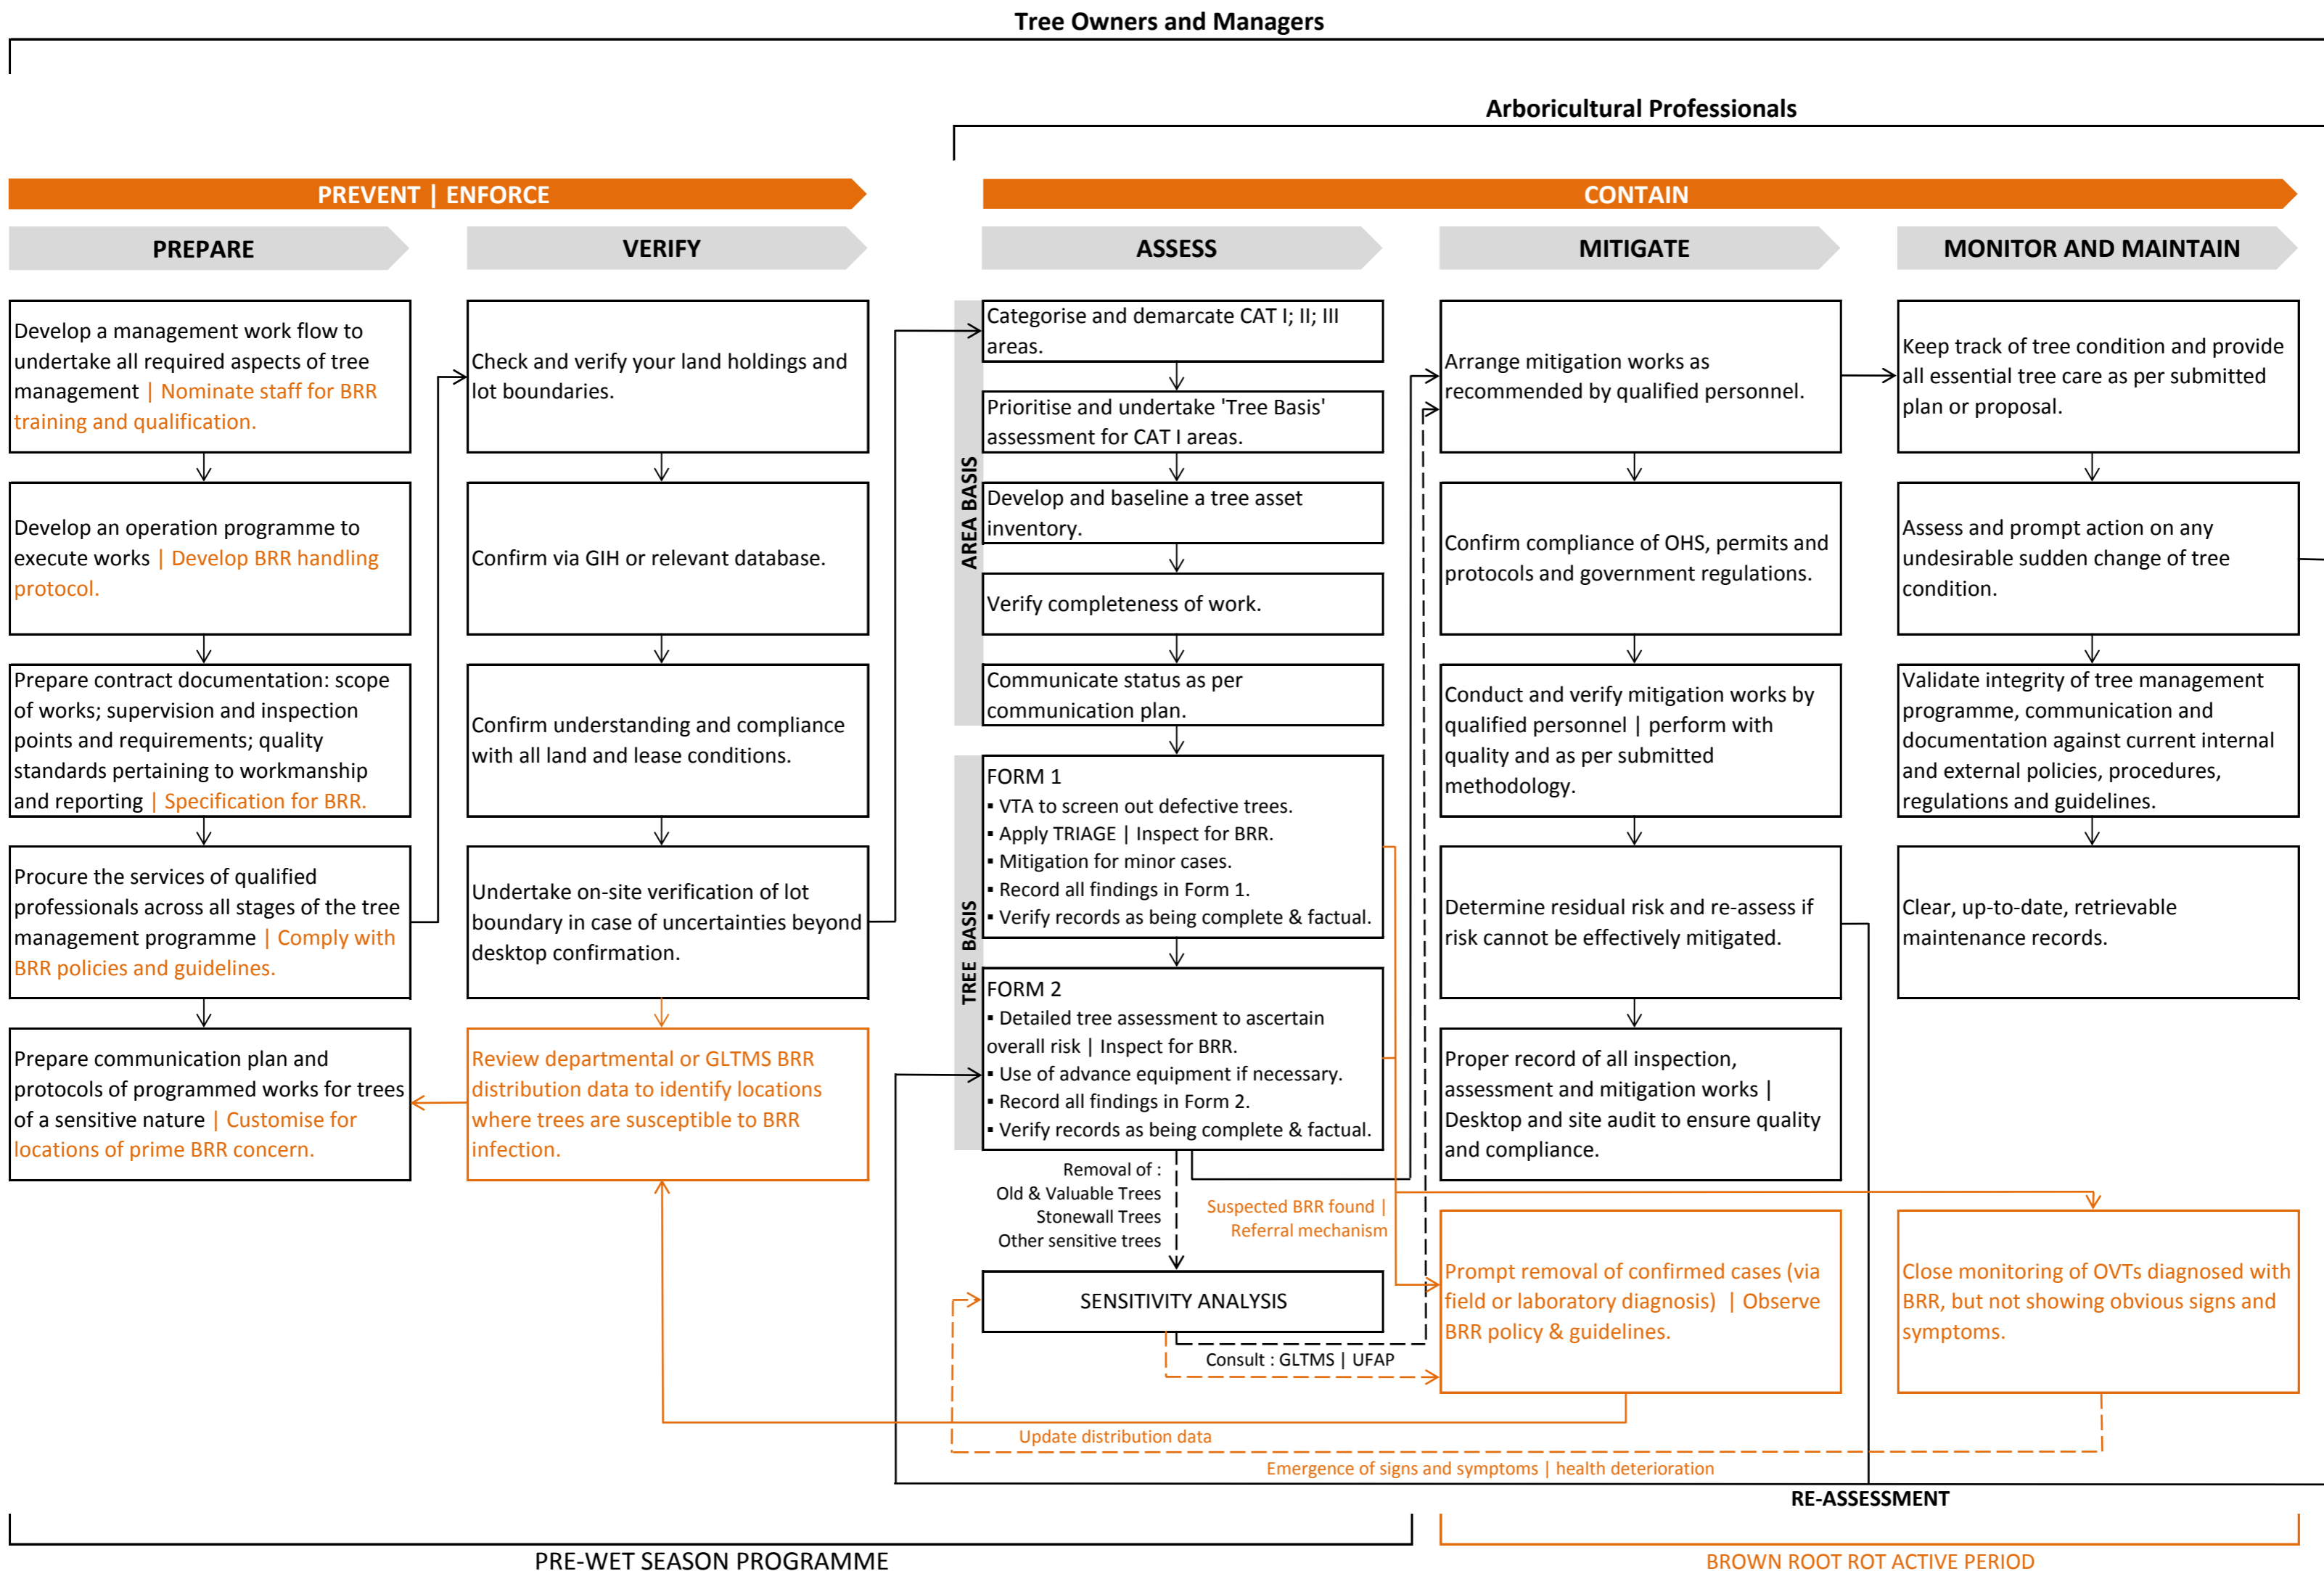 Tree Owners and Managers
Arboricultural Professionals
PREVENT | ENFORCE
CONTAIN
PREPARE
VERIFY
ASSESS
MITIGATE
MONITOR AND MAINTAIN
Develop a management work flow to
undertake all required aspects of tree
management | Nominate staff for BRR
training and qualification.
Develop an operation programme to
execute works | Develop BRR handling
protocol.
Prepare contract documentation: scope
of works; supervision and inspection
points and requirements; quality
standards pertaining to workmanship
and reporting | Specification for BRR.
Procure the services of qualified
professionals across all stages of the tree
management programme | Comply with
BRR policies and guidelines.
Prepare communication plan and
protocols of programmed works for trees
of a sensitive nature | Customise for
locations of prime BRR concern.
Check and verify your land holdings and
lot boundaries.
Confirm via GIH or relevant database.
Confirm understanding and compliance
with all land and lease conditions.
Undertake on-site verification of lot
boundary in case of uncertainties beyond
desktop confirmation.
Review departmental or GLTMS BRR
distribution data to identify locations
where trees are susceptible to BRR
infection.
AREA BASIS
Categorise and demarcate CAT I; II; III
areas.
Prioritise and undertake 'Tree Basis'
assessment for CAT I areas.
Develop and baseline a tree asset
inventory.
Verify completeness of work.
Communicate status as per
communication plan.
TREE BASIS
FORM 1
▪ VTA to screen out defective trees.
▪ Apply TRIAGE | Inspect for BRR.
▪ Mitigation for minor cases.
▪ Record all findings in Form 1.
▪ Verify records as being complete & factual.
FORM 2
▪ Detailed tree assessment to ascertain
overall risk | Inspect for BRR.
▪ Use of advance equipment if necessary.
▪ Record all findings in Form 2.
▪ Verify records as being complete & factual.
Removal of :
Old & Valuable Trees
Stonewall Trees
Other sensitive trees
Suspected BRR found |
Referral mechanism
SENSITIVITY ANALYSIS
Consult : GLTMS | UFAP
Arrange mitigation works as
recommended by qualified personnel.
Confirm compliance of OHS, permits and
protocols and government regulations.
Conduct and verify mitigation works by
qualified personnel | perform with
quality and as per submitted
methodology.
Determine residual risk and re-assess if
risk cannot be effectively mitigated.
Proper record of all inspection,
assessment and mitigation works |
Desktop and site audit to ensure quality
and compliance.
Prompt removal of confirmed cases (via
field or laboratory diagnosis) | Observe
BRR policy & guidelines.
Keep track of tree condition and provide
all essential tree care as per submitted
plan or proposal.
Assess and prompt action on any
undesirable sudden change of tree
condition.
Validate integrity of tree management
programme, communication and
documentation against current internal
and external policies, procedures,
regulations and guidelines.
Clear, up-to-date, retrievable
maintenance records.
Close monitoring of OVTs diagnosed with
BRR, but not showing obvious signs and
symptoms.
Update distribution data
Emergence of signs and symptoms | health deterioration
RE-ASSESSMENT
PRE-WET SEASON PROGRAMME
BROWN ROOT ROT ACTIVE PERIOD